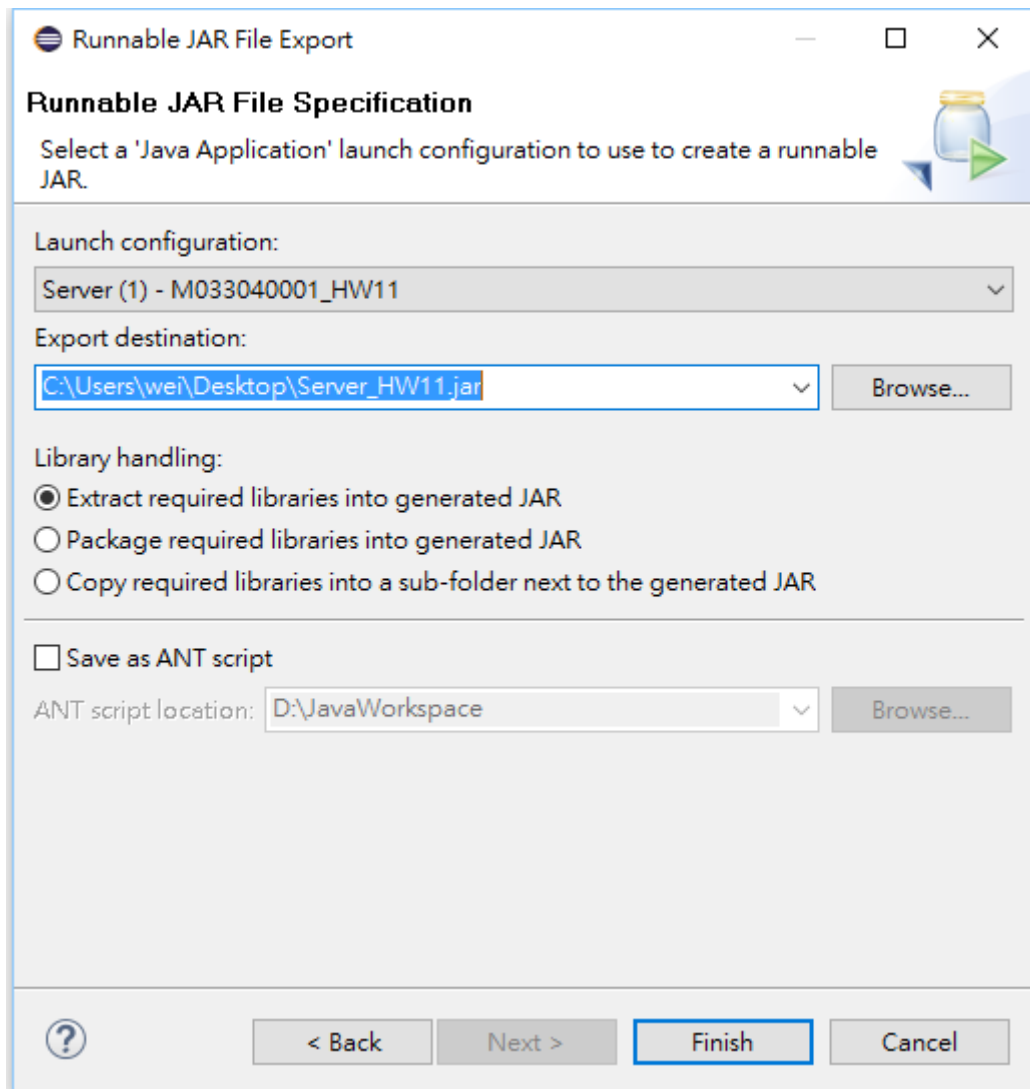 Runnable JAR File Export
Runnable JAR File Specification
Select a 'Java Application' launch configuration to use to create a runnable
JAR.
Launch configuration:
Server (1) - M033040001_HW11
Export destination:
C:\Users\wei\Desktop\Server_HW11.jar
Browse...
Library handling:
Extract required libraries into generated JAR
Package required libraries into generated JAR
Copy required libraries into a sub-folder next to the generated JAR
Save as ANT script
ANT script location: D:\JavaWorkspace Browse...
? < Back Next > Finish Cancel